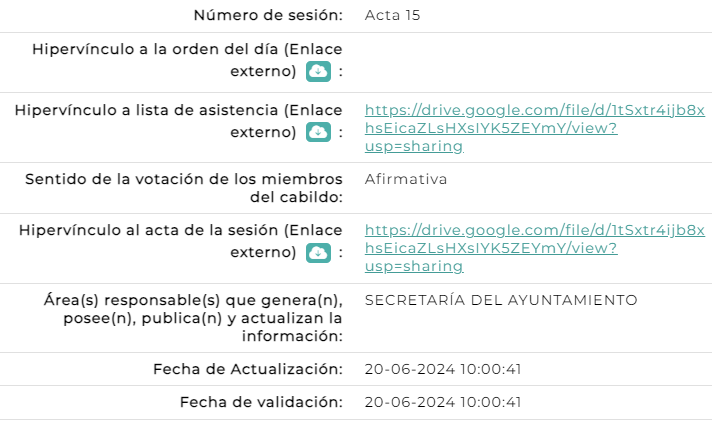 Número de sesión: Acta 15
Hipervínculo a la orden del día (Enlace
externo) :
Hipervínculo a lista de asistencia (Enlace
externo) :
https://drive.google.com/file/d/1tSxtr4ijb8x
hsEicaZLsHXsIYK5ZEYmY/view?
usp=sharing
Sentido de la votación de los miembros
del cabildo:
Afirmativa
Hipervínculo al acta de la sesión (Enlace
externo) :
https://drive.google.com/file/d/1tSxtr4ijb8x
hsEicaZLsHXsIYK5ZEYmY/view?
usp=sharing
Área(s) responsable(s) que genera(n),
posee(n), publica(n) y actualizan la
información:
SECRETARÍA DEL AYUNTAMIENTO
Fecha de Actualización: 20-06-2024 10:00:41
Fecha de validación: 20-06-2024 10:00:41